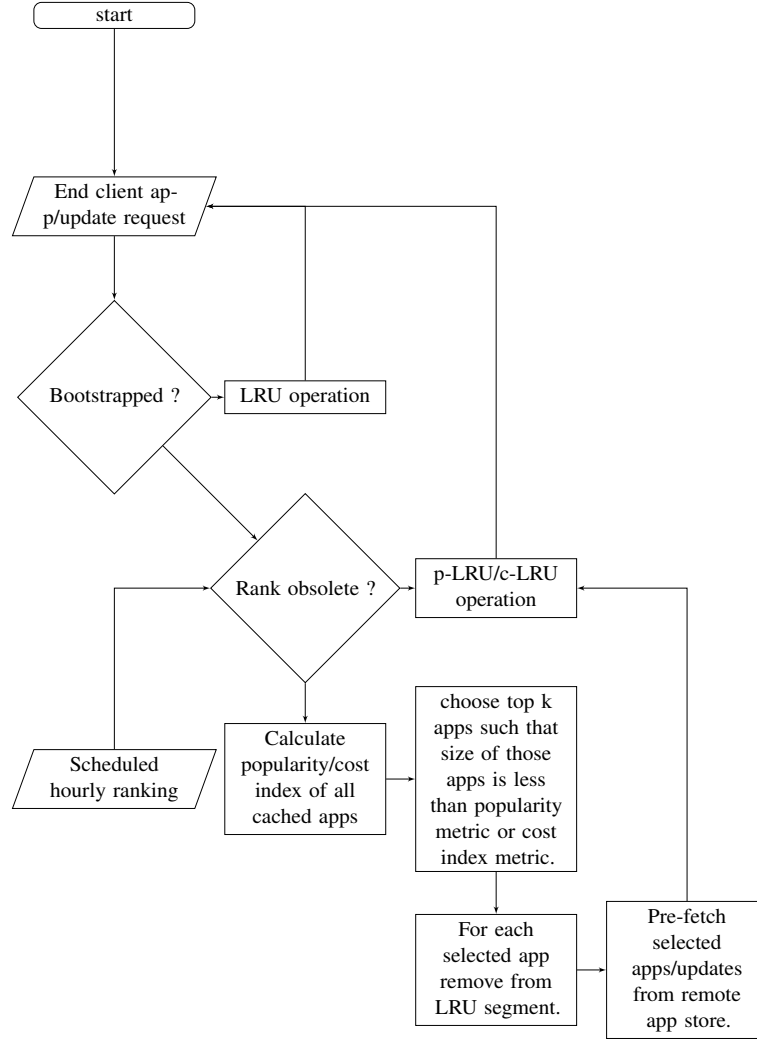 start
End client ap-
p/update request
Bootstrapped ?
LRU operation
Rank obsolete ?
p-LRU/c-LRU
operation
Scheduled
hourly ranking
Calculate
popularity/cost
index of all
cached apps
choose top k
apps such that
size of those
apps is less
than popularity
metric or cost
index metric.
For each
selected app
remove from
LRU segment.
Pre-fetch
selected
apps/updates
from remote
app store.